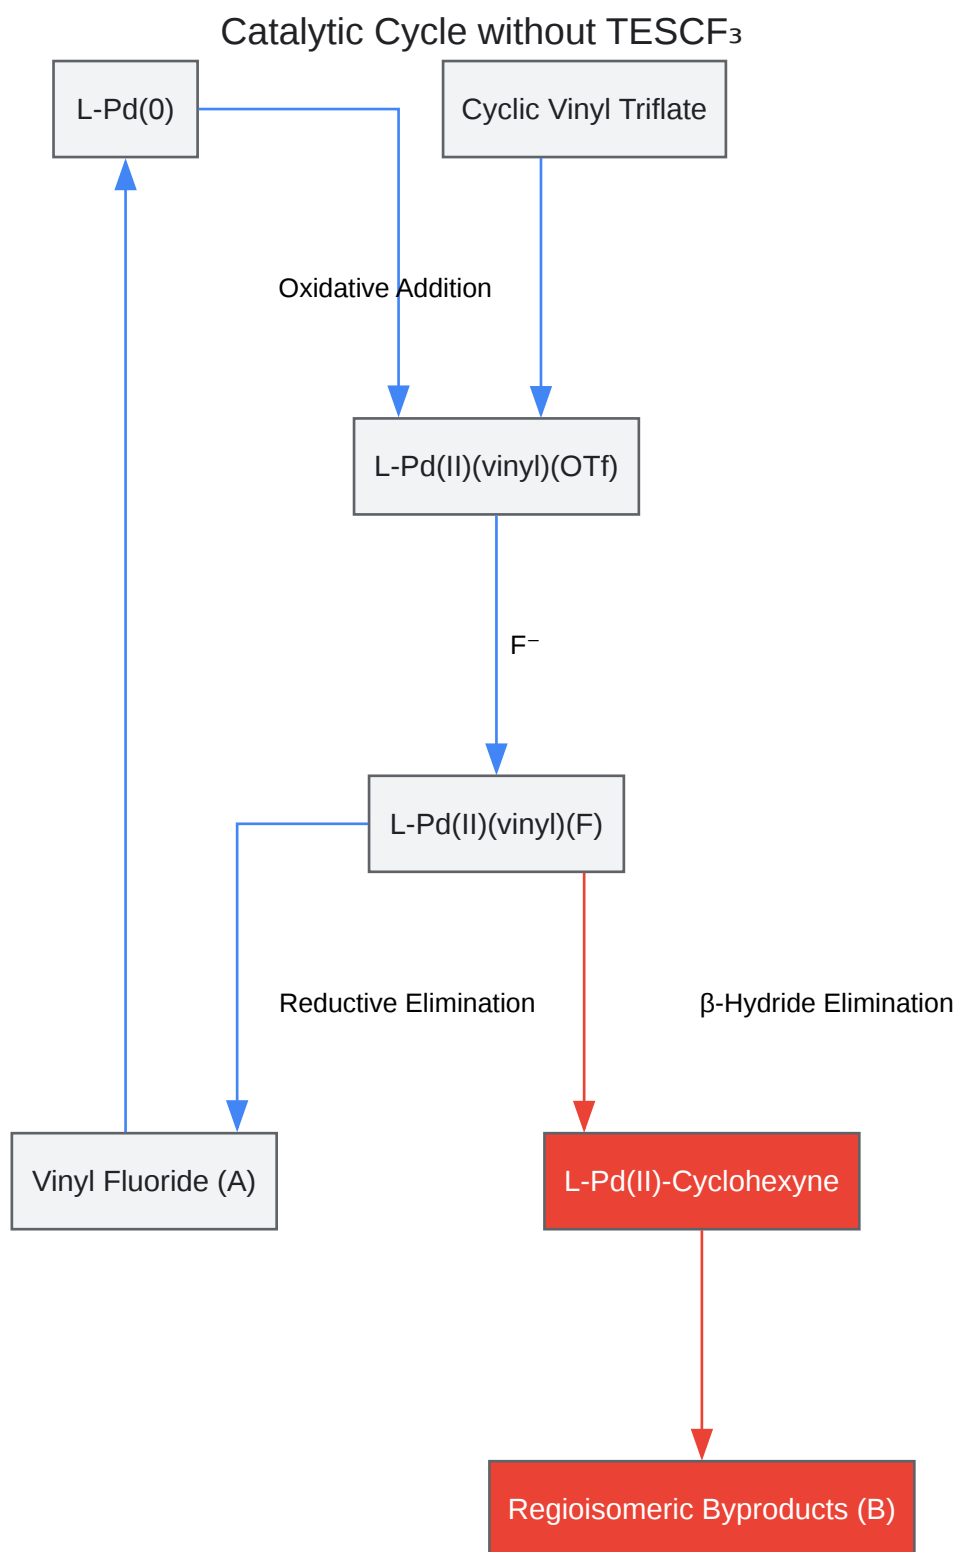 Catalytic Cycle without TESCF₃
L-Pd(0)
Cyclic Vinyl Triflate
Oxidative Addition
L-Pd(II)(vinyl)(OTf)
F⁻
L-Pd(II)(vinyl)(F)
Reductive Elimination
β-Hydride Elimination
Vinyl Fluoride (A)
L-Pd(II)-Cyclohexyne
Regioisomeric Byproducts (B)